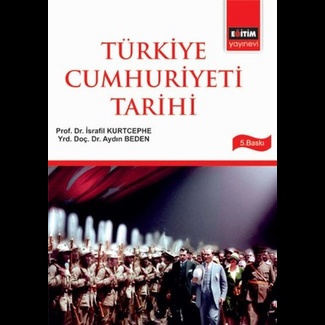 EĞİTİM
yayınevi
TÜRKİYE
CUMHURİYETİ
TARİHİ
Prof. Dr. İsrafil KURTCEPHE
Yrd. Doç. Dr. Aydın BEDEN
5.Baskı